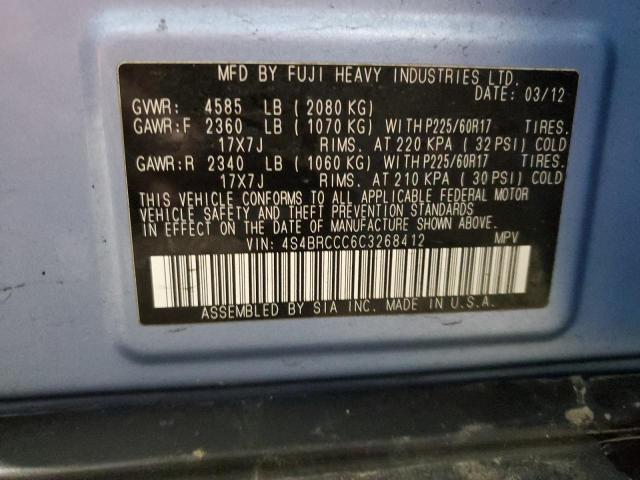 MFD BY FUJI HEAVY INDUSTRIES LTD.
DATE: 03/12
GVWR: 4585 LB ( 2080 KG)
GAWR:F 2360 LB ( 1070 KG) WITH P225/60R17 TIRES.
17X7J RIMS. AT 220 KPA ( 32 PSI) COLD
GAWR:R 2340 LB ( 1060 KG) WITH P225/60R17 TIRES.
17X7J RIMS. AT 210 KPA ( 30 PSI) COLD
THIS VEHICLE CONFORMS TO ALL APPLICABLE FEDERAL MOTOR
VEHICLE SAFETY AND THEFT PREVENTION STANDARDS
IN EFFECT ON THE DATE OF MANUFACTURE SHOWN ABOVE.
VIN: 4S4BRCCC6C3268412 MPV
ASSEMBLED BY SIA INC. MADE IN U.S.A.